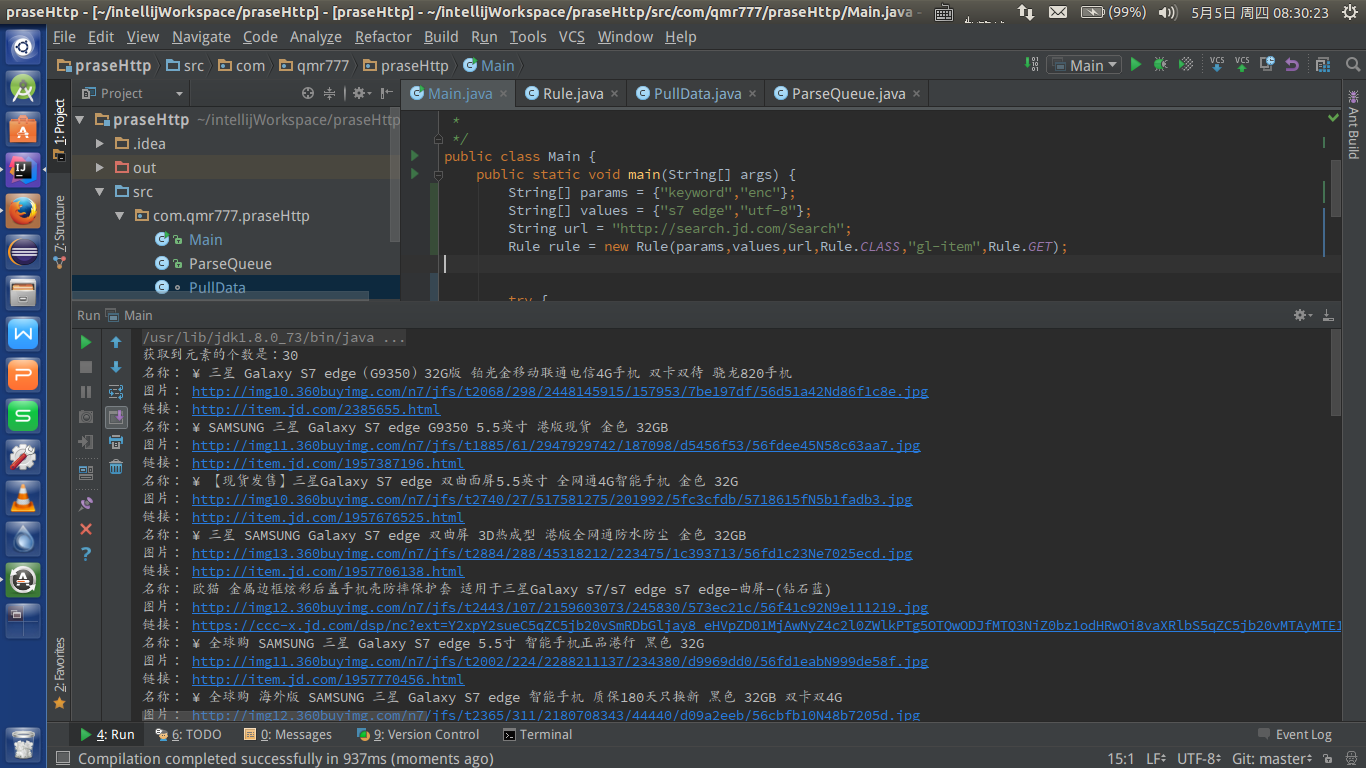 praseHttp - [~/intellijWorkspace/praseHttp] - [praseHttp] - ~/intellijWorkspace/praseHttp/src/com/qmr777/praseHttp/Main.java - (99%) 5月5日 周四 08:30:23
File Edit View Navigate Code Analyze Refactor Build Run Tools VCS Window Help
praseHttp src com qmr777 praseHttp Main Main VCS VCS
Project Main.java Rule.java PullData.java ParseQueue.java
1: Project
7: Structure
2: Favorites
Ant Build
praseHttp ~/intellijWorkspace/praseHttp
.idea
out
src
com.qmr777.praseHttp
Main
ParseQueue
PullData
*
*/
public class Main {
public static void main(String[] args) {
String[] params = {"keyword","enc"};
String[] values = {"s7 edge","utf-8"};
String url = "http://search.jd.com/Search";
Rule rule = new Rule(params,values,url,Rule.CLASS,"gl-item",Rule.GET);
try {
Run Main
/usr/lib/jdk1.8.0_73/bin/java ...
获取到元素的个数是：30
名称： ¥ 三星 Galaxy S7 edge（G9350）32G版 铂光金移动联通电信4G手机 双卡双待 骁龙820手机
图片： http://img10.360buyimg.com/n7/jfs/t2068/298/2448145915/157953/7be197df/56d51a42Nd86f1c8e.jpg
链接： http://item.jd.com/2385655.html
名称： ¥ SAMSUNG 三星 Galaxy S7 edge G9350 5.5英寸 港版现货 金色 32GB
图片： http://img11.360buyimg.com/n7/jfs/t1885/61/2947929742/187098/d5456f53/56fdee45N58c63aa7.jpg
链接： http://item.jd.com/1957387196.html
名称： ¥ 【现货发售】三星Galaxy S7 edge 双曲面屏5.5英寸 全网通4G智能手机 金色 32G
图片： http://img10.360buyimg.com/n7/jfs/t2740/27/517581275/201992/5fc3cfdb/5718615fN5b1fadb3.jpg
链接： http://item.jd.com/1957676525.html
名称： ¥ 三星 SAMSUNG Galaxy S7 edge 双曲屏 3D热成型 港版全网通防水防尘 金色 32GB
图片： http://img13.360buyimg.com/n7/jfs/t2884/288/45318212/223475/1c393713/56fd1c23Ne7025ecd.jpg
链接： http://item.jd.com/1957706138.html
名称： 欧猫 金属边框炫彩后盖手机壳防摔保护套 适用于三星Galaxy s7/s7 edge s7 edge-曲屏-(钻石蓝)
图片： http://img12.360buyimg.com/n7/jfs/t2443/107/2159603073/245830/573ec21c/56f41c92N9e111219.jpg
链接： https://ccc-x.jd.com/dsp/nc?ext=Y2xpY2sueC5qZC5jb20vSmRDbGljay8_eHVpZD01MjAwNyZ4c2l0ZWlkPTg5OTQwODJfMTQ3NiZ0bz1odHRwOi8vaXRlbS5qZC5jb20vMTAyMTE1
名称： ¥ 全球购 SAMSUNG 三星 Galaxy S7 edge 5.5寸 智能手机正品港行 黑色 32G
图片： http://img11.360buyimg.com/n7/jfs/t2002/224/2288211137/234380/d9969dd0/56fd1eabN999de58f.jpg
链接： http://item.jd.com/1957770456.html
名称： ¥ 全球购 海外版 SAMSUNG 三星 Galaxy S7 edge 智能手机 质保180天只换新 黑色 32GB 双卡双4G
图片： http://img12.360buyimg.com/n7/jfs/t2365/311/2180708343/44440/d09a2eeb/56cbfb10N48b7205d.jpg
4: Run 6: TODO 0: Messages 9: Version Control Terminal Event Log
Compilation completed successfully in 937ms (moments ago) 15:1 LF UTF-8 Git: master